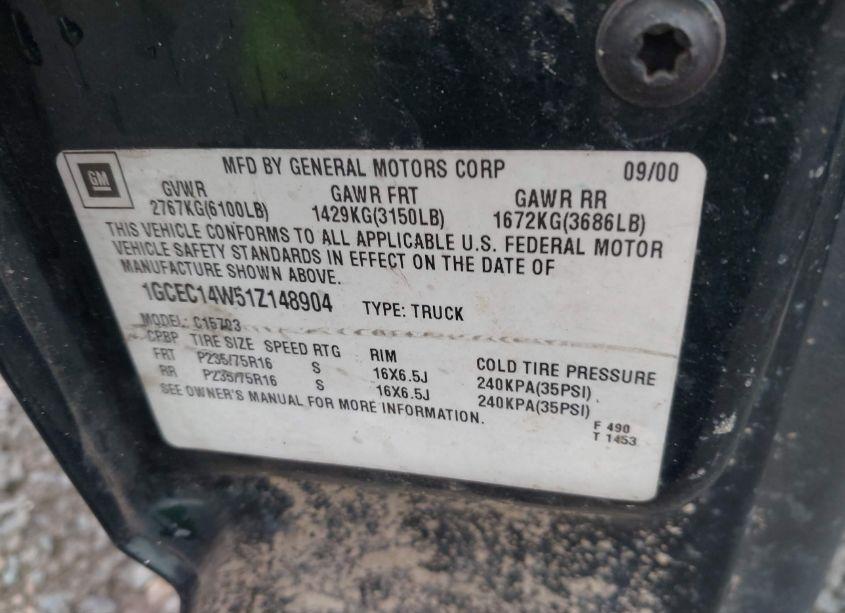 GM
MFD BY GENERAL MOTORS CORP 09/00
GVWR GAWR FRT GAWR RR
2767KG(6100LB) 1429KG(3150LB) 1672KG(3686LB)
THIS VEHICLE CONFORMS TO ALL APPLICABLE U.S. FEDERAL MOTOR
VEHICLE SAFETY STANDARDS IN EFFECT ON THE DATE OF
MANUFACTURE SHOWN ABOVE.
1GCEC14W51Z148904 TYPE: TRUCK
MODEL: C15703
CPBP TIRE SIZE SPEED RTG RIM COLD TIRE PRESSURE
FRT P235/75R16 S 16X6.5J 240KPA(35PSI)
RR P235/75R16 S 16X6.5J 240KPA(35PSI)
SEE OWNER'S MANUAL FOR MORE INFORMATION.
F 490
T 1453